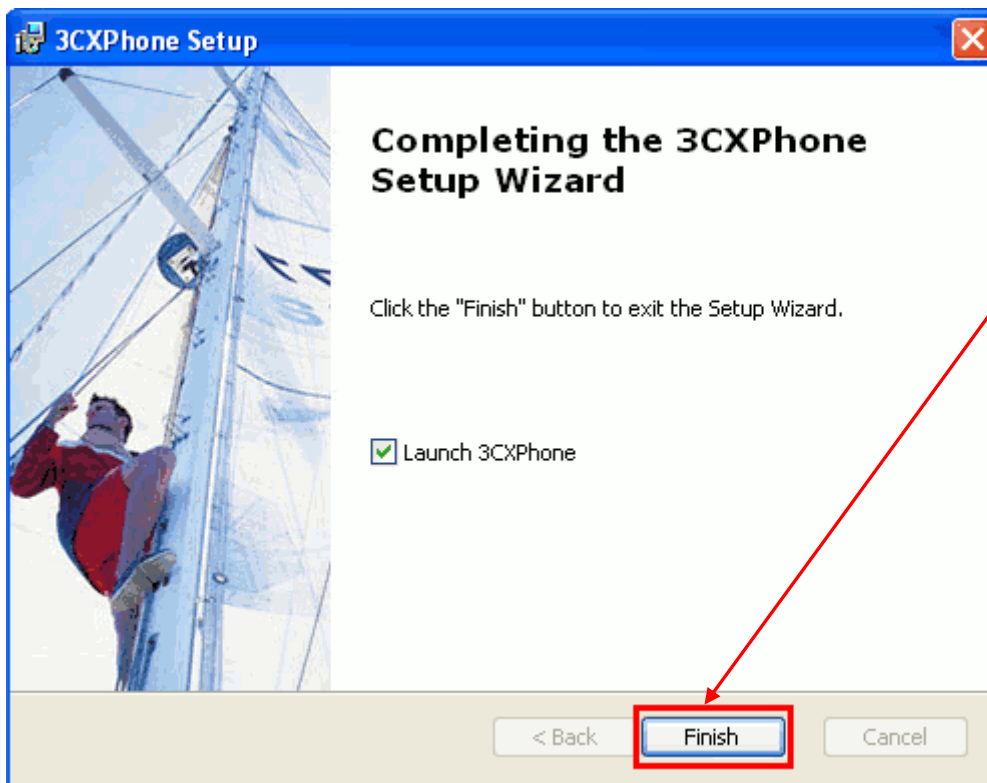 3CXPhone Setup
Completing the 3CXPhone
Setup Wizard
Click the "Finish" button to exit the Setup Wizard.
Launch 3CXPhone
< Back
Finish
Cancel